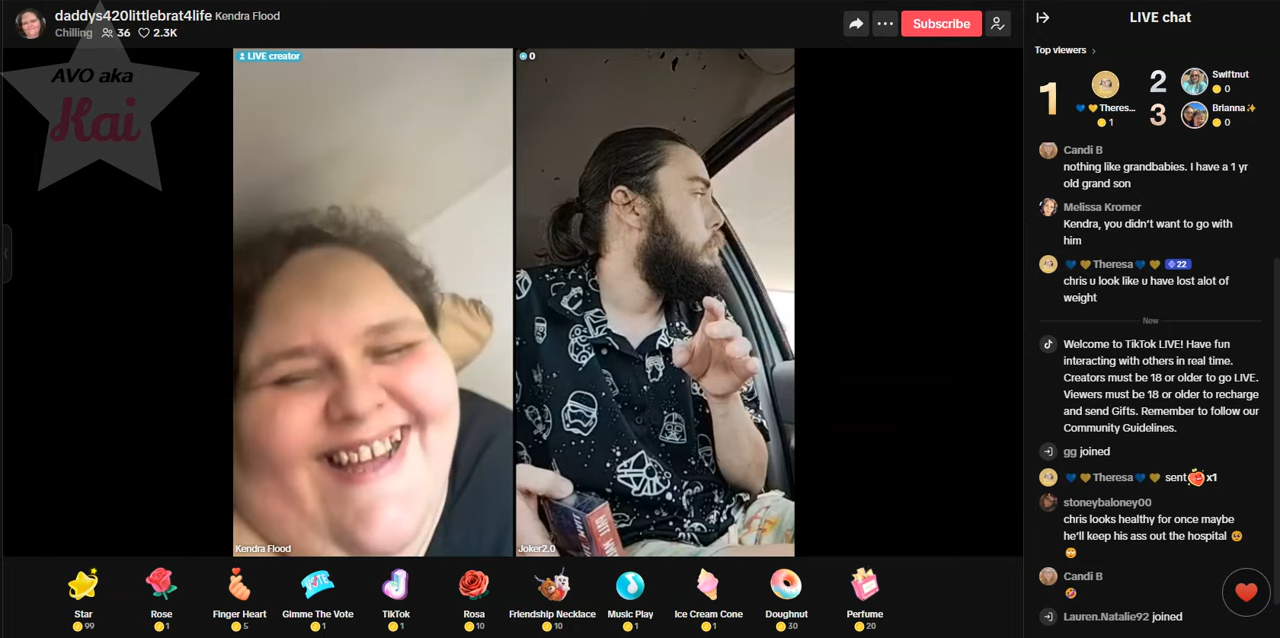 daddys420littlebrat4life Kendra Flood
Chilling 36 2.3K
Subscribe
AVO aka
Kai
LIVE creator
0
Kendra Flood
Joker2.0
Star
99
Rose
1
Finger Heart
5
VOTE
Gimme The Vote
1
TikTok
1
Rosa
10
Friendship Necklace
10
Music Play
1
Ice Cream Cone
1
Doughnut
30
Perfume
20
LIVE chat
Top viewers
1
Theres...
1
2
Swiftnut
0
3
Brianna✨
0
Candi B
nothing like grandbabies. I have a 1 yr
old grand son
Melissa Kromer
Kendra, you didn't want to go with
him
💙 💛Theresa💙 💛 22
chris u look like u have lost alot of
weight
Now
Welcome to TikTok LIVE! Have fun
interacting with others in real time.
Creators must be 18 or older to go LIVE.
Viewers must be 18 or older to recharge
and send Gifts. Remember to follow our
Community Guidelines.
gg joined
💙 💛Theresa💙 💛 sent x1
stoneybaloney00
chris looks healthy for once maybe
he'll keep his ass out the hospital
Candi B
🤣
Lauren.Natalie92 joined